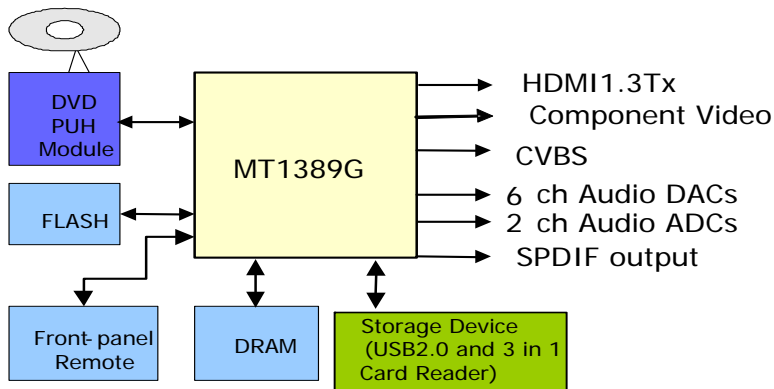 DVD
PUH
Module
MT1389G
FLASH
HDMI1.3Tx
Component Video
CVBS
6 ch Audio DACs
2 ch Audio ADCs
SPDIF output
Front-panel
Remote
DRAM
Storage Device
(USB2.0 and 3 in 1
Card Reader)